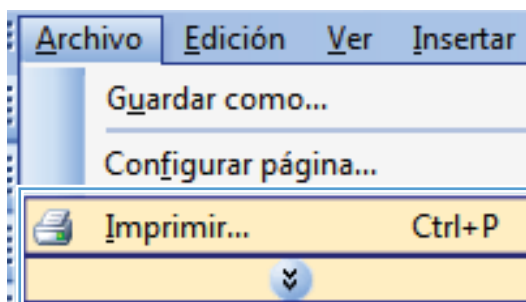 Archivo Edición Ver Insertar
Guardar como...
Configurar página...
Imprimir... Ctrl+P